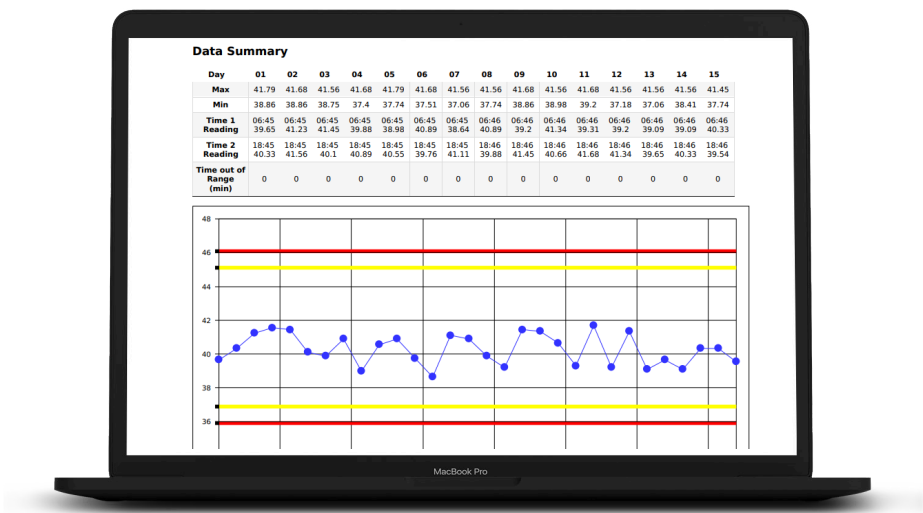 Data Summary
Day 01 02 03 04 05 06 07 08 09 10 11 12 13 14 15
Max 41.79 41.68 41.56 41.68 41.79 41.68 41.56 41.56 41.68 41.56 41.68 41.56 41.56 41.56 41.45
Min 38.86 38.86 38.75 37.4 37.74 37.51 37.06 37.74 38.86 38.98 39.2 37.18 37.06 38.41 37.74
Time 1 06:45 06:45 06:45 06:45 06:45 06:45 06:45 06:46 06:46 06:46 06:46 06:46 06:46 06:46 06:46
Reading 39.65 41.23 41.45 39.88 38.98 40.89 38.64 40.89 39.2 41.34 39.31 39.2 39.09 39.09 40.33
Time 2 18:45 18:45 18:45 18:45 18:45 18:45 18:45 18:46 18:46 18:46 18:46 18:46 18:46 18:46 18:46
Reading 40.33 41.56 40.1 40.89 40.55 39.76 41.11 39.88 41.45 40.66 41.68 41.34 39.65 40.33 39.54
Time out of
Range 0 0 0 0 0 0 0 0 0 0 0 0 0 0 0
(min)
48
46
44
42
40
38
36
MacBook Pro